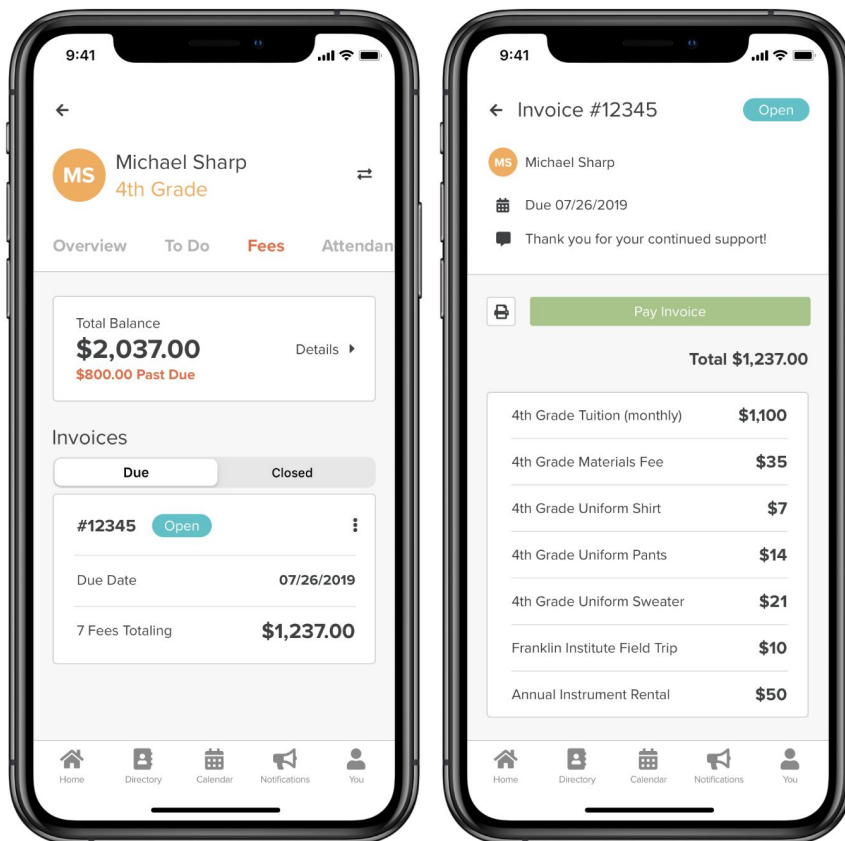 9:41
Michael Sharp
MS
4th Grade
Overview To Do Fees Attendan
Total Balance
$2,037.00
Details
$800.00 Past Due
Invoices
Due Closed
#12345 Open
Due Date 07/26/2019
7 Fees Totaling $1,237.00
Home Directory Calendar Notifications You
9:41
Invoice #12345 Open
MS Michael Sharp
Due 07/26/2019
Thank you for your continued support!
Pay Invoice
Total $1,237.00
4th Grade Tuition (monthly) $1,100
4th Grade Materials Fee $35
4th Grade Uniform Shirt $7
4th Grade Uniform Pants $14
4th Grade Uniform Sweater $21
Franklin Institute Field Trip $10
Annual Instrument Rental $50
Home Directory Calendar Notifications You